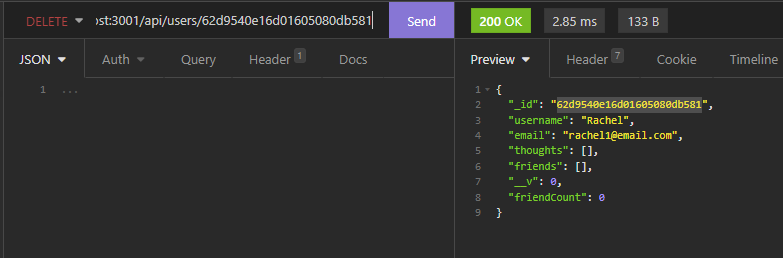 DELETE ost:3001/api/users/62d9540e16d01605080db581 Send 200 OK 2.85 ms 133 B
JSON Auth Query Header 1 Docs Preview Header 7 Cookie Timeline
1 ...
1 {
2 "_id": "62d9540e16d01605080db581",
3 "username": "Rachel",
4 "email": "rachel1@email.com",
5 "thoughts": [],
6 "friends": [],
7 "__v": 0,
8 "friendCount": 0
9 }